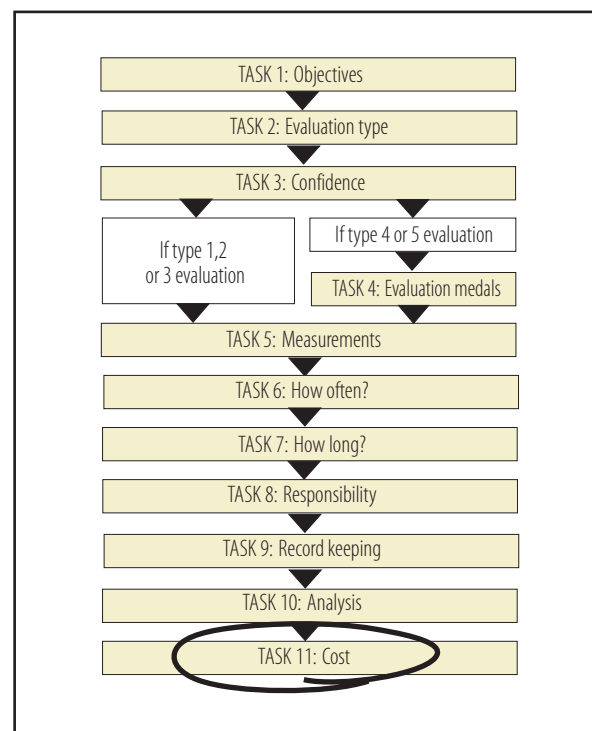 TASK 1: Objectives
TASK 2: Evaluation type
TASK 3: Confidence
If type 1,2
or 3 evaluation
If type 4 or 5 evaluation
TASK 4: Evaluation medals
TASK 5: Measurements
TASK 6: How often?
TASK 7: How long?
TASK 8: Responsibility
TASK 9: Record keeping
TASK 10: Analysis
TASK 11: Cost